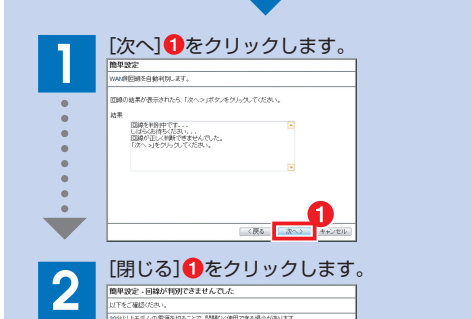 1
[次へ]❶をクリックします。
簡単設定
WAN側回線を自動判別します。
回線の結果が表示されたら、「次へ>」ボタンをクリックしてください。
結果
回線を判別中です...
しばらくお待ちください...
回線が正しく判断できませんでした。
「次へ >」をクリックしてください。
1
<戻る 次へ> キャンセル
2
[閉じる]❶をクリックします。
簡単設定 - 回線が判別できませんでした
以下をご確認ください。